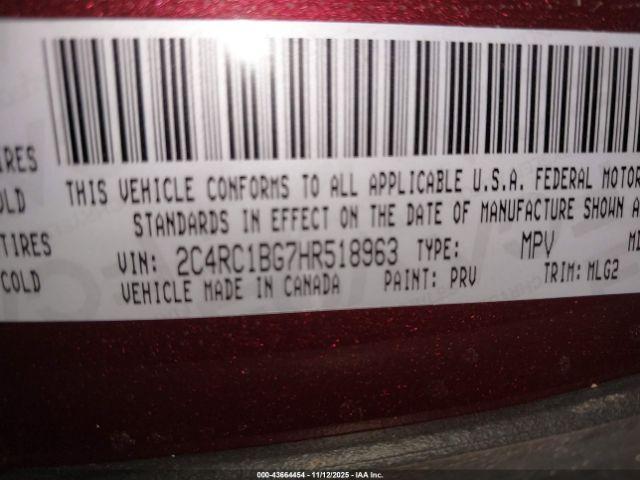 THIS VEHICLE CONFORMS TO ALL APPLICABLE U.S.A. FEDERAL MOTOR
STANDARDS IN EFFECT ON THE DATE OF MANUFACTURE SHOWN A
VIN: 2C4RC1BG7HR518963 TYPE: MPV
VEHICLE MADE IN CANADA PAINT: PRV TRIM: MLG2
IRES
OLD
TIRES
COLD
000-43664454 - 11/12/2025 - IAA Inc.